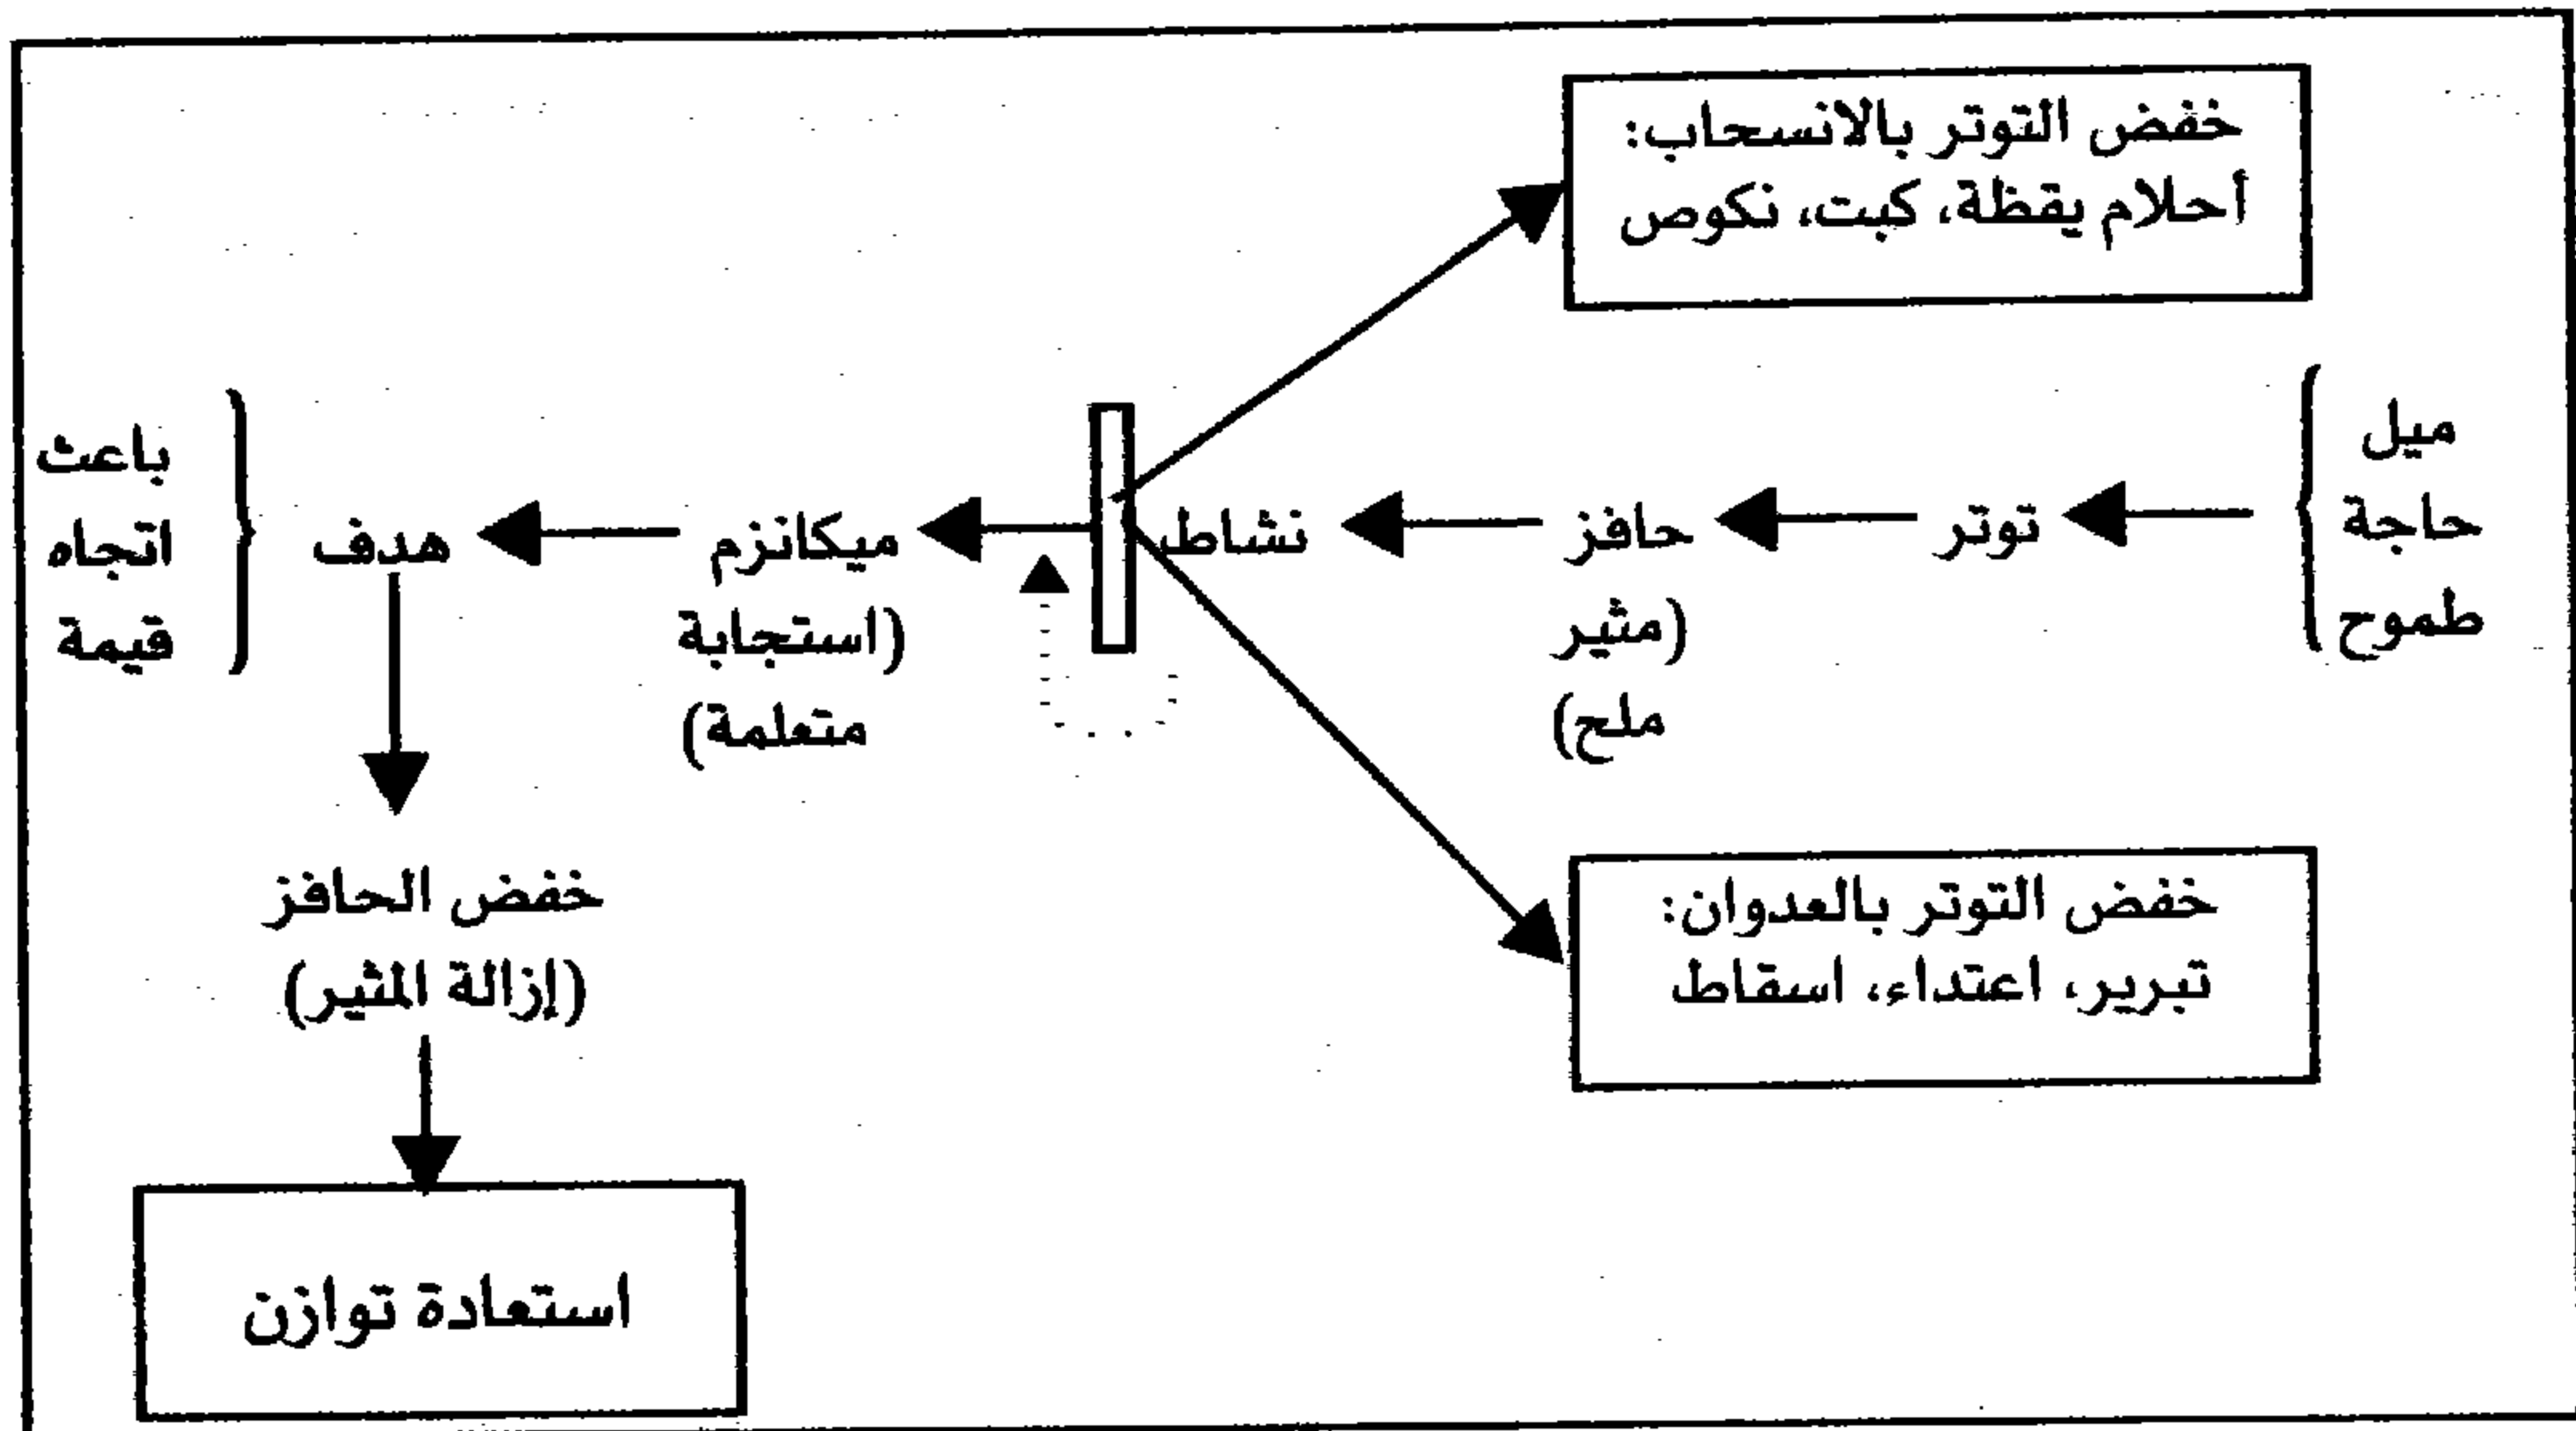 خفض التوتر بالانسحاب:
أحلام يقظة، كبت، نكوص
ميل
حاجة
طموح
توتر
حافز
(مثير
ملح)
نشاط
ميكانزم
(استجابة
متعلمة)
هدف
باعث
اتجاه
قيمة
خفض التوتر بالعدوان:
تبرير، اعتداء، اسقاط
خفض الحافز
(إزالة المثير)
استعادة توازن